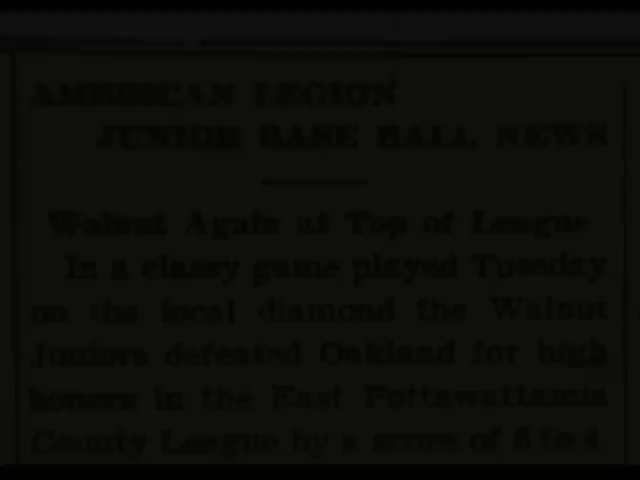 AMERICAN LEGION
JUNIOR BASE BALL NEWS
Walnut Again at Top of League
In a classy game played Tuesday
on the local diamond the Walnut
Juniors defeated Oakland for high
honors in the East Pottawattamie
County League by a score of 6 to 4